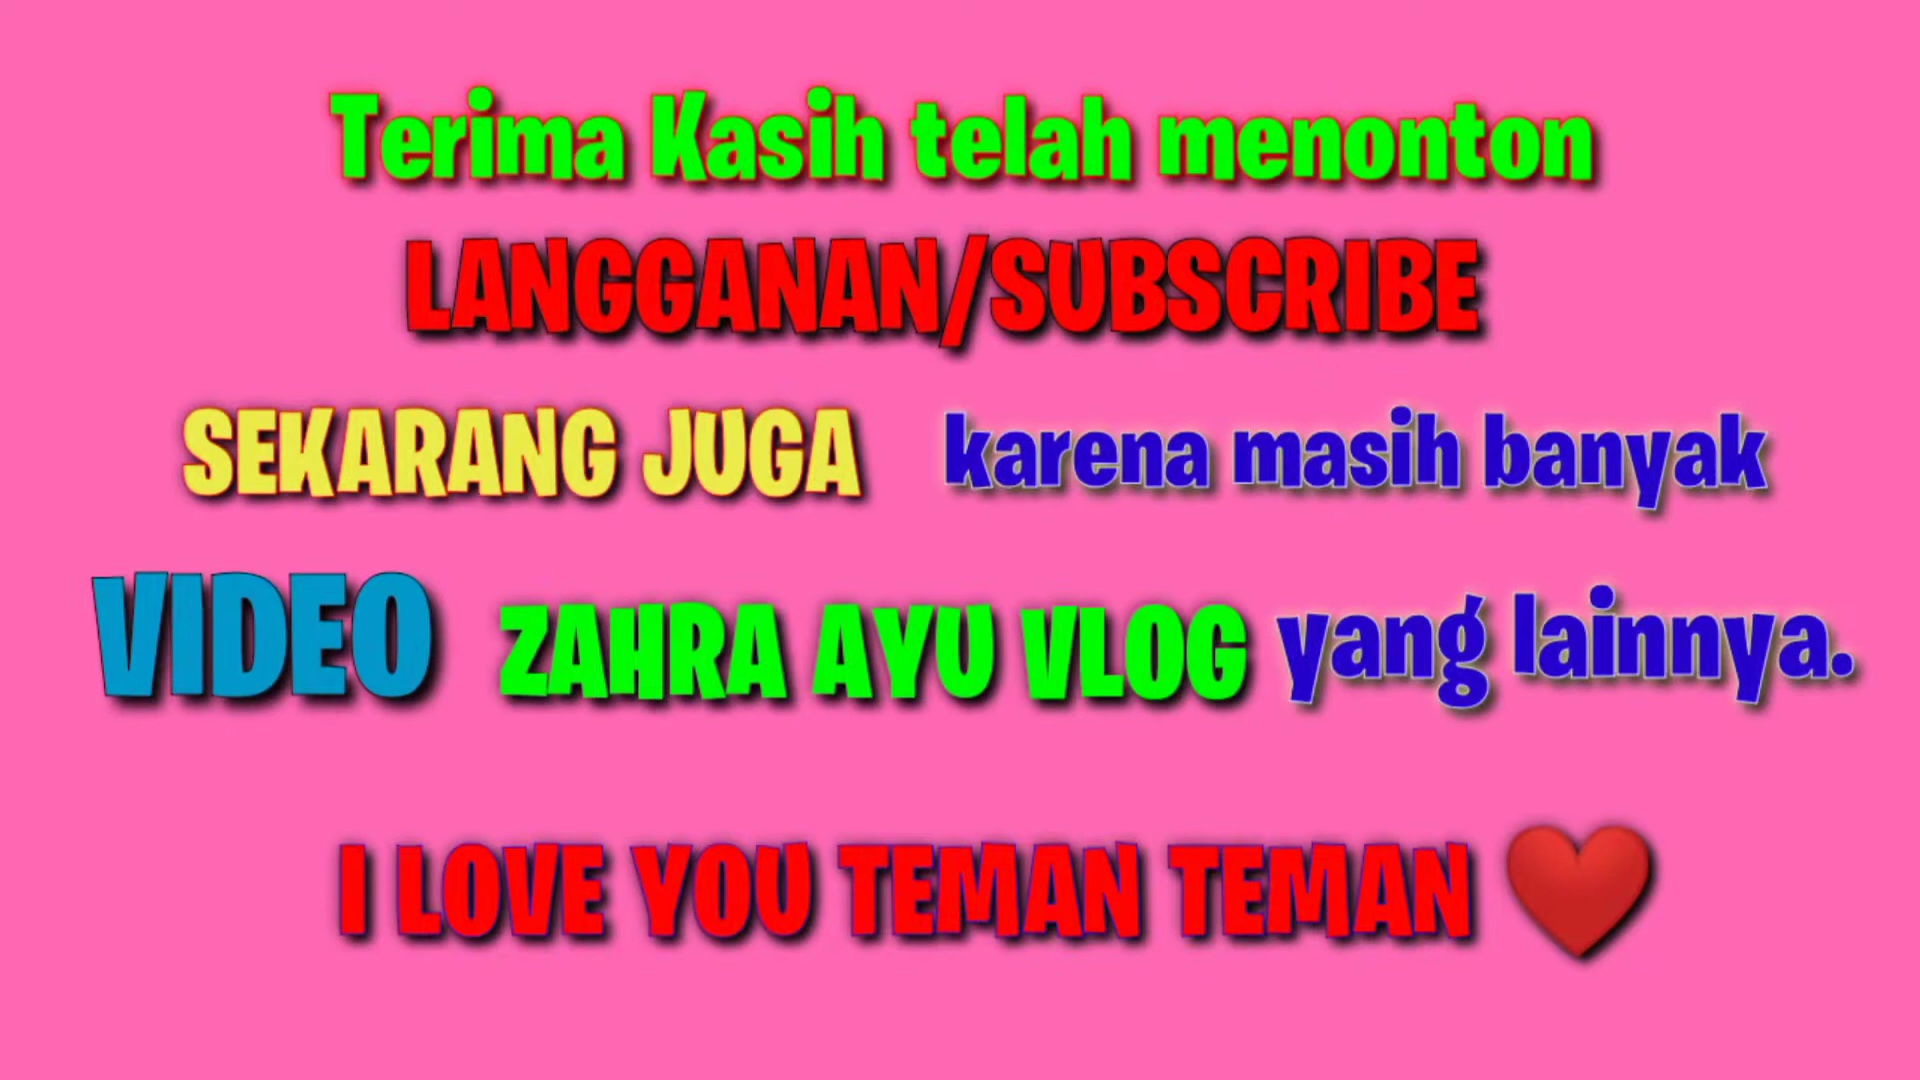 Terima Kasih telah menonton
LANGGANAN/SUBSCRIBE
SEKARANG JUGA karena masih banyak
VIDEO ZAHRA AYU VLOG yang lainnya.
I LOVE YOU TEMAN TEMAN ❤️